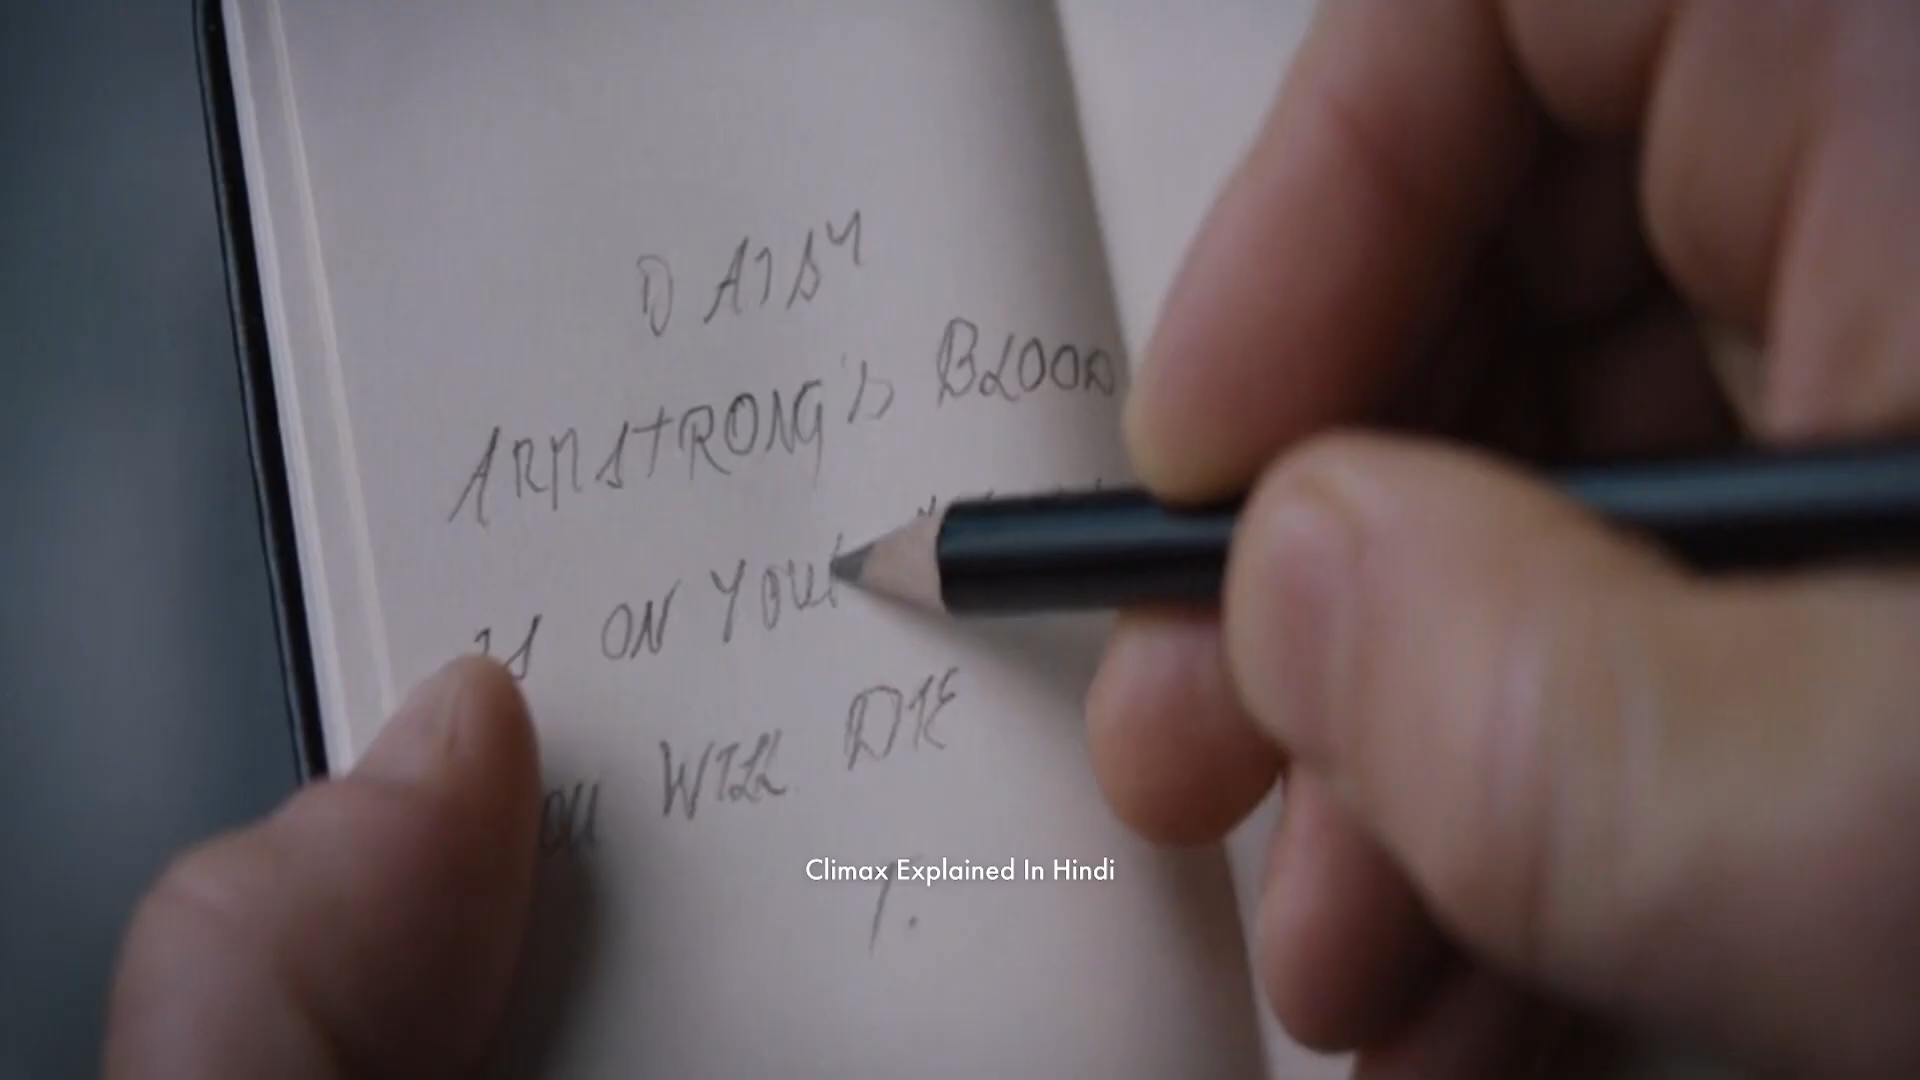 DAISY
ARMSTRONG'S BLOOD
IS ON YOUR
WILL DIE
Climax Explained In Hindi